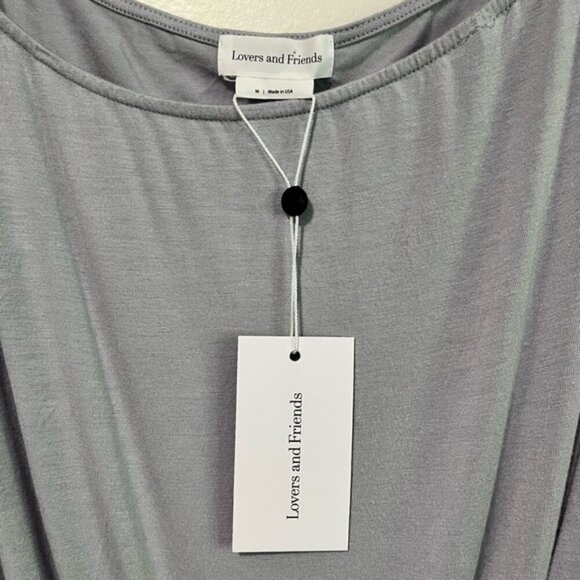 Lovers and Friends
M | Made in USA
Lovers and Friends